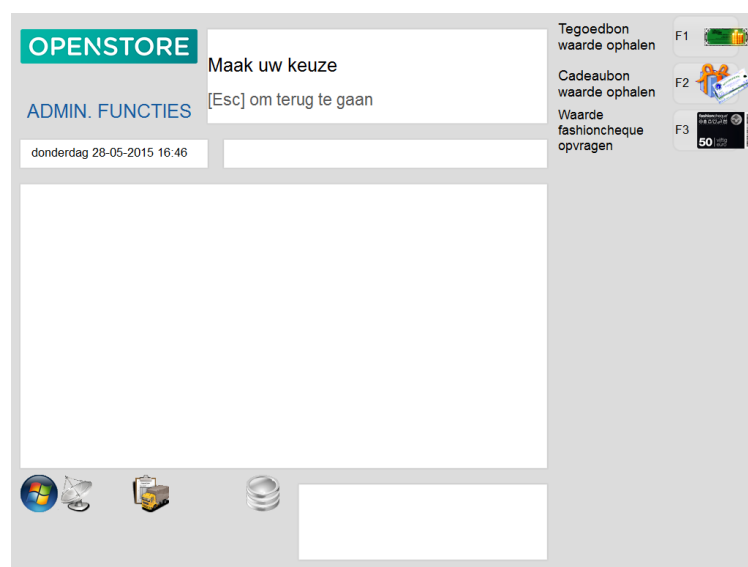 OPENSTORE
ADMIN. FUNCTIES
donderdag 28-05-2015 16:46
Maak uw keuze
[Esc] om terug te gaan
Tegoedbon
waarde ophalen
F1
Cadeaubon
waarde ophalen
F2
Waarde
fashioncheque
opvragen
F3
fashioncheque
50